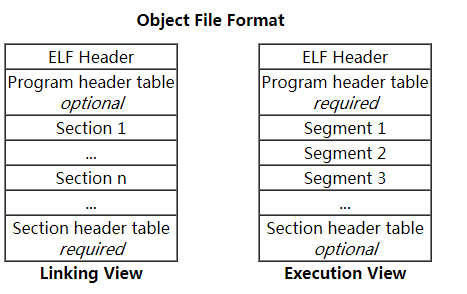 Object File Format
ELF Header
Program header table
optional
Section 1
...
Section n
...
Section header table
required
Linking View
ELF Header
Program header table
required
Segment 1
Segment 2
Segment 3
...
Section header table
optional
Execution View